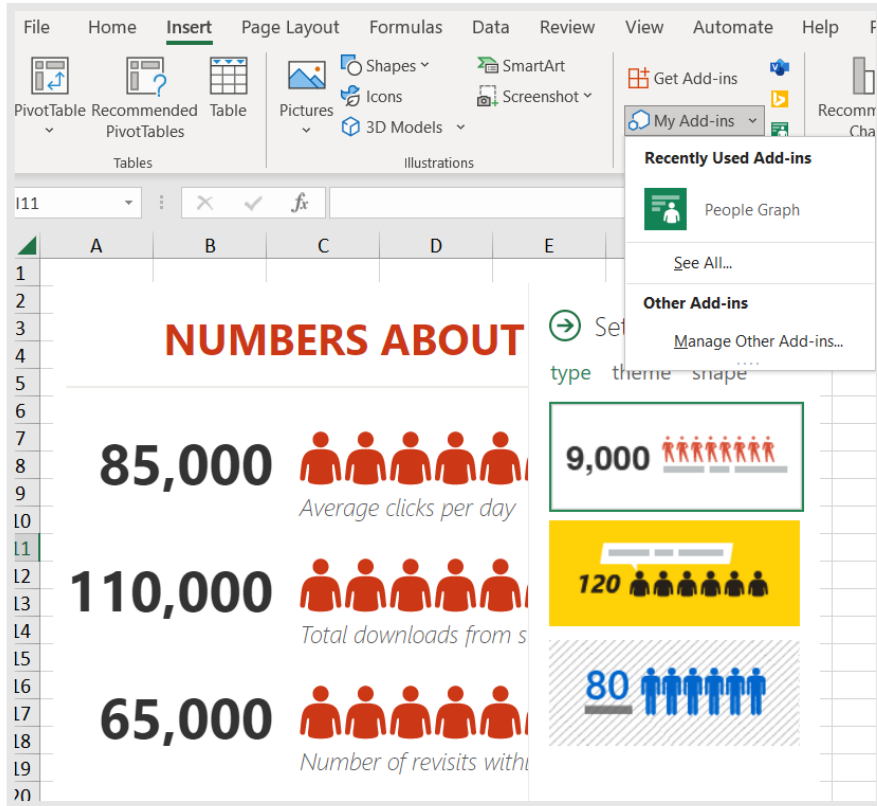 File Home Insert Page Layout Formulas Data Review View Automate Help
PivotTable Recommended PivotTables Table
Tables
Pictures
Shapes
Icons
3D Models
SmartArt
Screenshot
Illustrations
Get Add-ins
My Add-ins
Recently Used Add-ins
People Graph
See All...
Other Add-ins
Manage Other Add-ins...
I11
fx
A B C D E
1
2
3
4
5
6
7
8
9
10
11
12
13
14
15
16
17
18
19
20
NUMBERS ABOUT
85,000
Average clicks per day
110,000
Total downloads from
65,000
Number of revisits
type theme shape
9,000
120
80